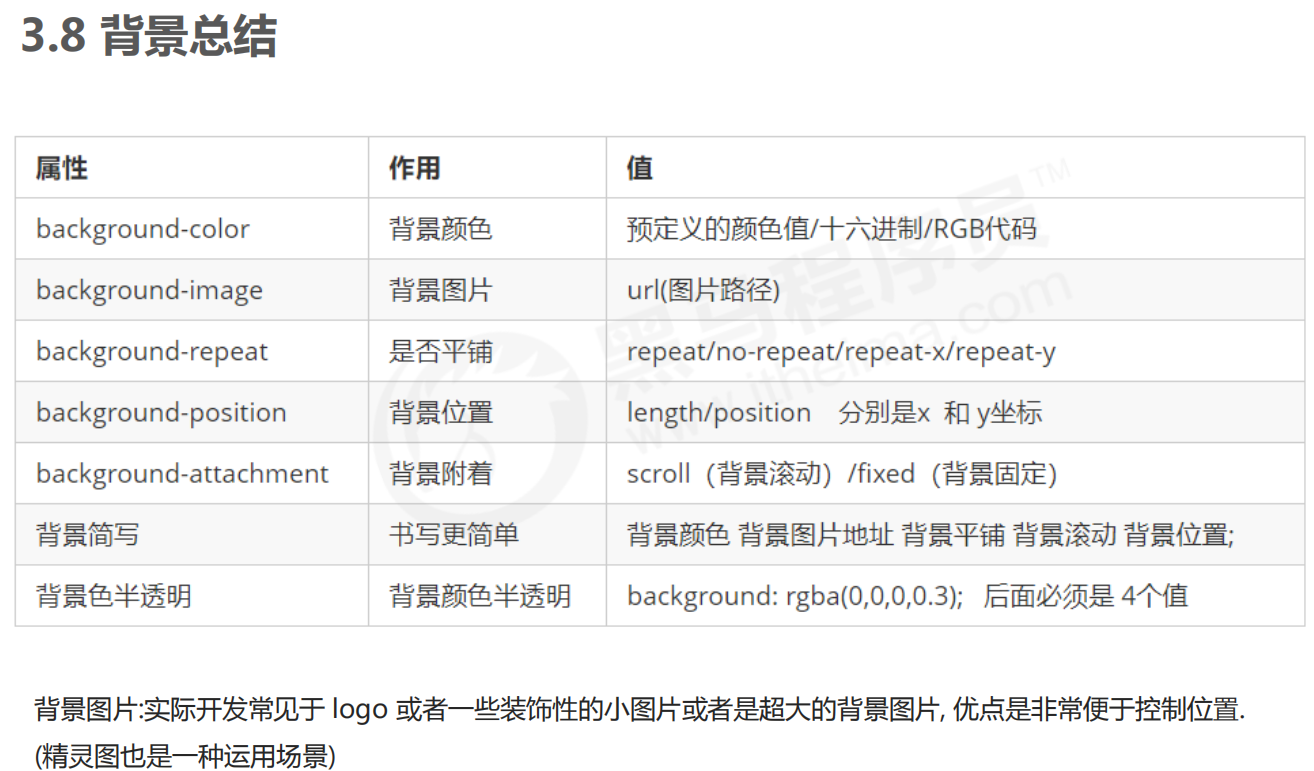 3.8 背景总结
属性 作用 值
background-color 背景颜色 预定义的颜色值/十六进制/RGB代码
background-image 背景图片 url(图片路径)
background-repeat 是否平铺 repeat/no-repeat/repeat-x/repeat-y
background-position 背景位置 length/position 分别是x 和 y坐标
background-attachment 背景附着 scroll（背景滚动）/fixed（背景固定）
背景简写 书写更简单 背景颜色 背景图片地址 背景平铺 背景滚动 背景位置;
背景色半透明 背景颜色半透明 background: rgba(0,0,0,0.3); 后面必须是 4个值
黑马程序员™
www.itheima.com
背景图片:实际开发常见于 logo 或者一些装饰性的小图片或者是超大的背景图片, 优点是非常便于控制位置.
(精灵图也是一种运用场景)